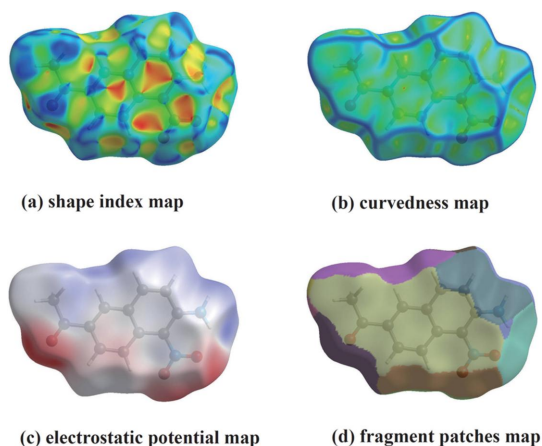 (a) shape index map
(b) curvedness map
(c) electrostatic potential map
(d) fragment patches map